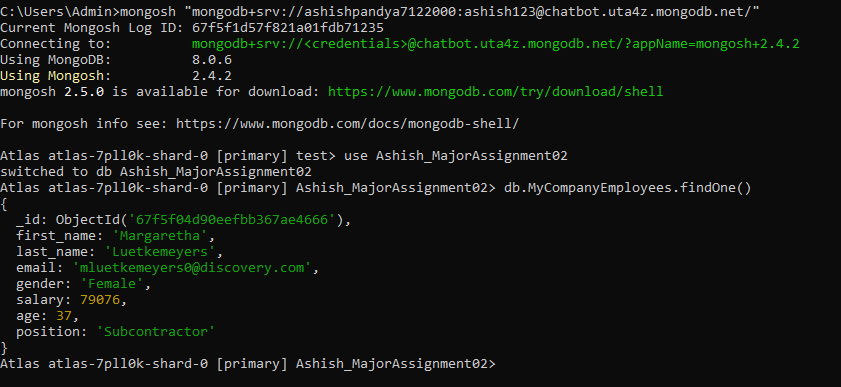 C:\Users\Admin>mongosh "mongodb+srv://ashishpandya7122000:ashish123@chatbot.uta4z.mongodb.net/"
Current Mongosh Log ID: 67f5f1d57f821a01fdb71235
Connecting to:          mongodb+srv://<credentials>@chatbot.uta4z.mongodb.net/?appName=mongosh+2.4.2
Using MongoDB:          8.0.6
Using Mongosh:          2.4.2
mongosh 2.5.0 is available for download: https://www.mongodb.com/try/download/shell

For mongosh info see: https://www.mongodb.com/docs/mongodb-shell/

Atlas atlas-7pll0k-shard-0 [primary] test> use Ashish_MajorAssignment02
switched to db Ashish_MajorAssignment02
Atlas atlas-7pll0k-shard-0 [primary] Ashish_MajorAssignment02> db.MyCompanyEmployees.findOne()
{
  _id: ObjectId('67f5f04d90eefbb367ae4666'),
  first_name: 'Margaretha',
  last_name: 'Luetkemeyers',
  email: 'mluetkemeyers0@discovery.com',
  gender: 'Female',
  salary: 79076,
  age: 37,
  position: 'Subcontractor'
}
Atlas atlas-7pll0k-shard-0 [primary] Ashish_MajorAssignment02>